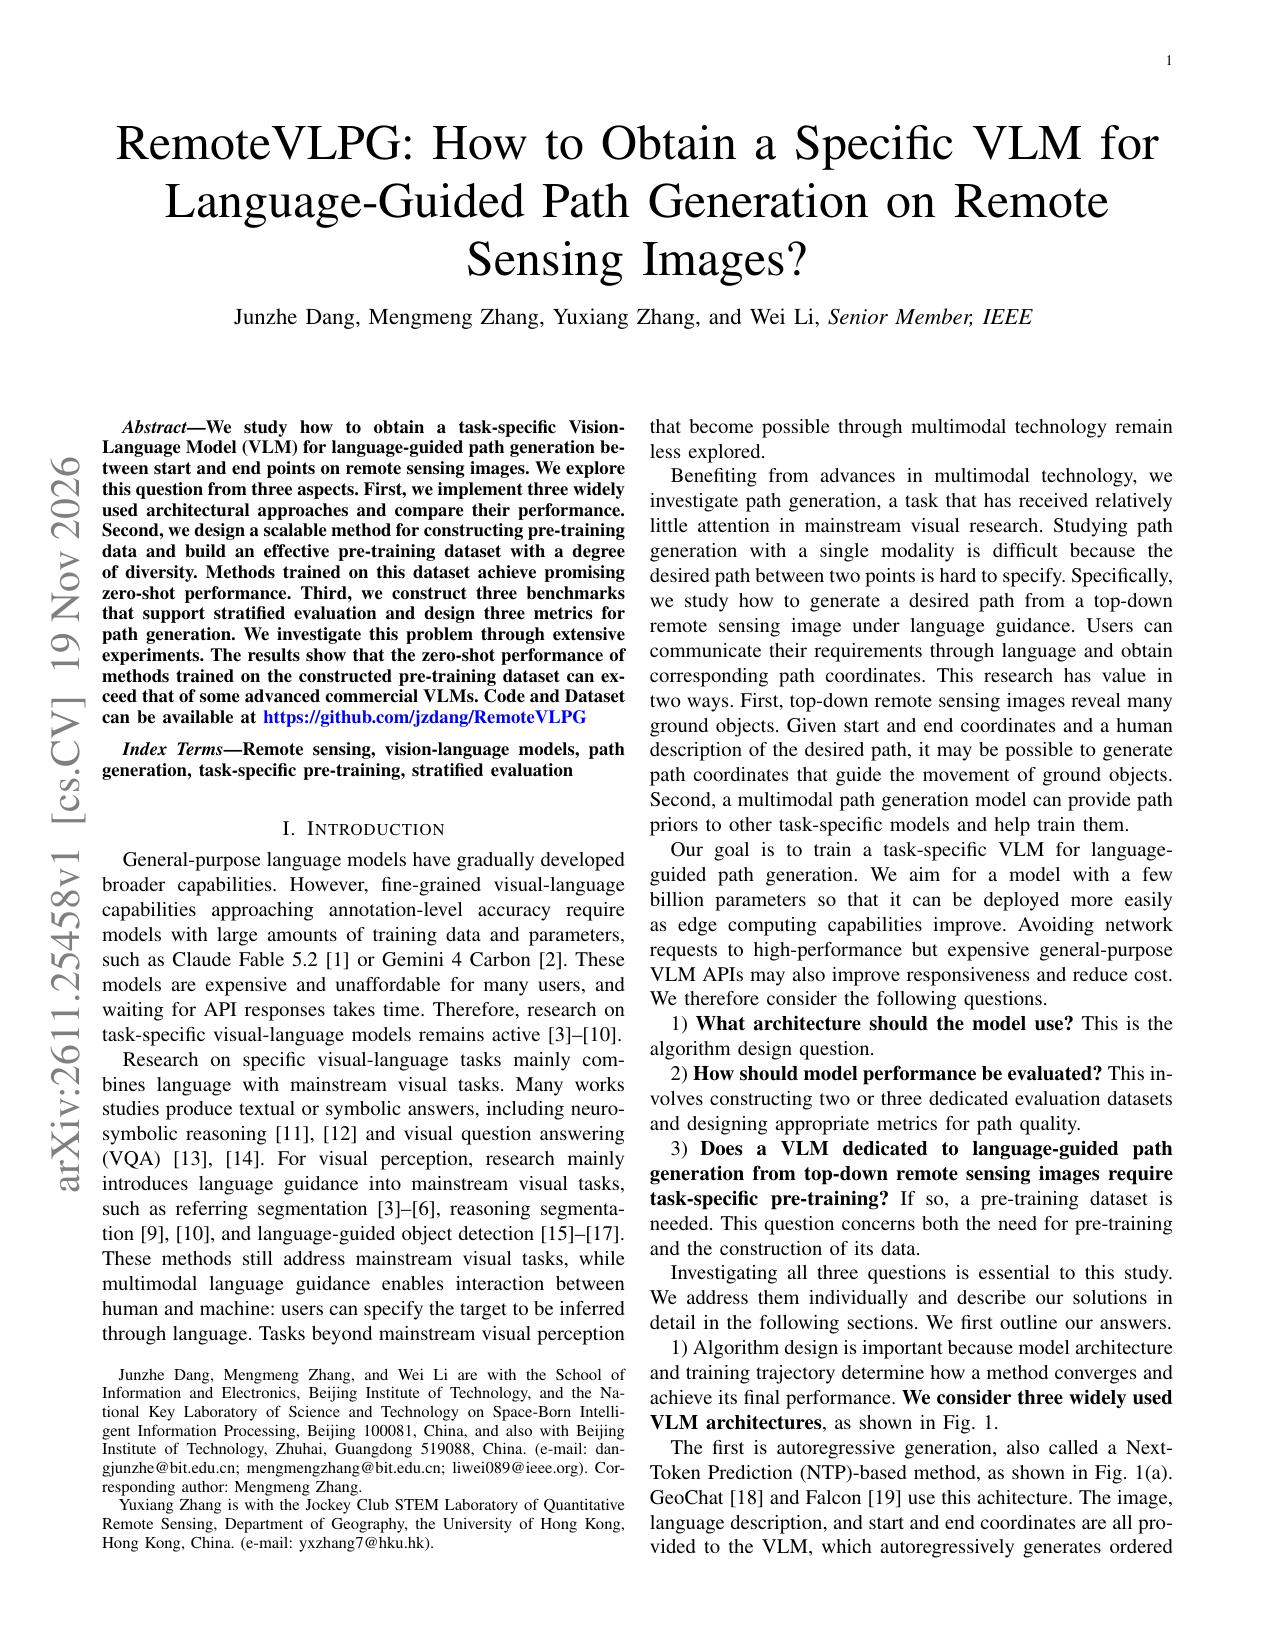 1
RemoteVLPG: How to Obtain a Specific VLM for
Language-Guided Path Generation on Remote
Sensing Images?
Junzhe Dang, Mengmeng Zhang, Yuxiang Zhang, and Wei Li, Senior Member, IEEE
arXiv:2611.25458v1 [cs.CV] 19 Nov 2026
Abstract—We study how to obtain a task-specific Vision-
Language Model (VLM) for language-guided path generation be-
tween start and end points on remote sensing images. We explore
this question from three aspects. First, we implement three widely
used architectural approaches and compare their performance.
Second, we design a scalable method for constructing pre-training
data and build an effective pre-training dataset with a degree
of diversity. Methods trained on this dataset achieve promising
zero-shot performance. Third, we construct three benchmarks
that support stratified evaluation and design three metrics for
path generation. We investigate this problem through extensive
experiments. The results show that the zero-shot performance of
methods trained on the constructed pre-training dataset can ex-
ceed that of some advanced commercial VLMs. Code and Dataset
can be available at https://github.com/jzdang/RemoteVLPG
Index Terms—Remote sensing, vision-language models, path
generation, task-specific pre-training, stratified evaluation
I. INTRODUCTION
General-purpose language models have gradually developed
broader capabilities. However, fine-grained visual-language
capabilities approaching annotation-level accuracy require
models with large amounts of training data and parameters,
such as Claude Fable 5.2 [1] or Gemini 4 Carbon [2]. These
models are expensive and unaffordable for many users, and
waiting for API responses takes time. Therefore, research on
task-specific visual-language models remains active [3]–[10].
Research on specific visual-language tasks mainly com-
bines language with mainstream visual tasks. Many works
studies produce textual or symbolic answers, including neuro-
symbolic reasoning [11], [12] and visual question answering
(VQA) [13], [14]. For visual perception, research mainly
introduces language guidance into mainstream visual tasks,
such as referring segmentation [3]–[6], reasoning segmenta-
tion [9], [10], and language-guided object detection [15]–[17].
These methods still address mainstream visual tasks, while
multimodal language guidance enables interaction between
human and machine: users can specify the target to be inferred
through language. Tasks beyond mainstream visual perception
Junzhe Dang, Mengmeng Zhang, and Wei Li are with the School of
Information and Electronics, Beijing Institute of Technology, and the Na-
tional Key Laboratory of Science and Technology on Space-Born Intelli-
gent Information Processing, Beijing 100081, China, and also with Beijing
Institute of Technology, Zhuhai, Guangdong 519088, China. (e-mail: dan-
gjunzhe@bit.edu.cn; mengmengzhang@bit.edu.cn; liwei089@ieee.org). Cor-
responding author: Mengmeng Zhang.
Yuxiang Zhang is with the Jockey Club STEM Laboratory of Quantitative
Remote Sensing, Department of Geography, the University of Hong Kong,
Hong Kong, China. (e-mail: yxzhang7@hku.hk).
that become possible through multimodal technology remain
less explored.
Benefiting from advances in multimodal technology, we
investigate path generation, a task that has received relatively
little attention in mainstream visual research. Studying path
generation with a single modality is difficult because the
desired path between two points is hard to specify. Specifically,
we study how to generate a desired path from a top-down
remote sensing image under language guidance. Users can
communicate their requirements through language and obtain
corresponding path coordinates. This research has value in
two ways. First, top-down remote sensing images reveal many
ground objects. Given start and end coordinates and a human
description of the desired path, it may be possible to generate
path coordinates that guide the movement of ground objects.
Second, a multimodal path generation model can provide path
priors to other task-specific models and help train them.
Our goal is to train a task-specific VLM for language-
guided path generation. We aim for a model with a few
billion parameters so that it can be deployed more easily
as edge computing capabilities improve. Avoiding network
requests to high-performance but expensive general-purpose
VLM APIs may also improve responsiveness and reduce cost.
We therefore consider the following questions.
1) What architecture should the model use? This is the
algorithm design question.
2) How should model performance be evaluated? This in-
volves constructing two or three dedicated evaluation datasets
and designing appropriate metrics for path quality.
3) Does a VLM dedicated to language-guided path
generation from top-down remote sensing images require
task-specific pre-training? If so, a pre-training dataset is
needed. This question concerns both the need for pre-training
and the construction of its data.
Investigating all three questions is essential to this study.
We address them individually and describe our solutions in
detail in the following sections. We first outline our answers.
1) Algorithm design is important because model architecture
and training trajectory determine how a method converges and
achieve its final performance. We consider three widely used
VLM architectures, as shown in Fig. 1.
The first is autoregressive generation, also called a Next-
Token Prediction (NTP)-based method, as shown in Fig. 1(a).
GeoChat [18] and Falcon [19] use this achitecture. The image,
language description, and start and end coordinates are all pro-
vided to the VLM, which autoregressively generates ordered